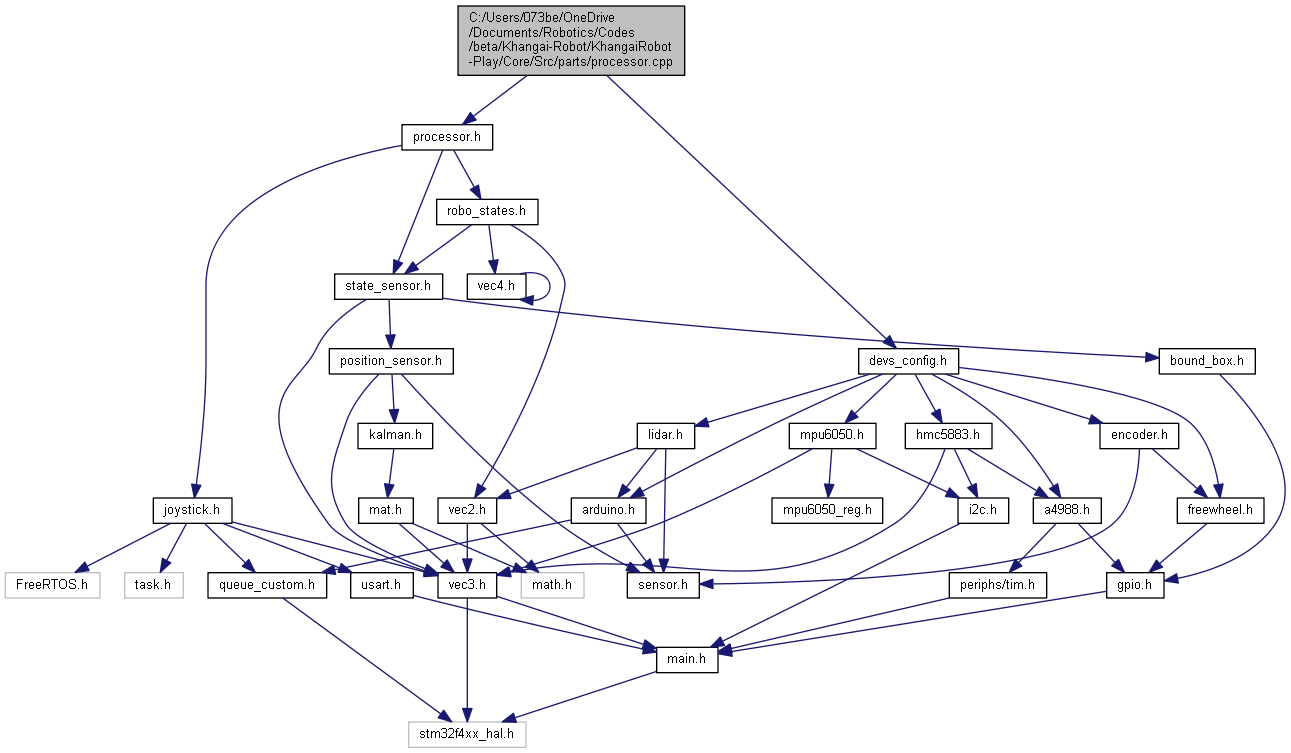 C:/Users/073be/OneDrive
/Documents/Robotics/Codes
/beta/Khangai-Robot/KhangaiRobot
-Play/Core/Src/parts/processor.cpp
processor.h
robo_states.h
state_sensor.h
vec4.h
position_sensor.h
devs_config.h
bound_box.h
kalman.h
lidar.h
mpu6050.h
hmc5883.h
encoder.h
joystick.h
mat.h
vec2.h
arduino.h
mpu6050_reg.h
i2c.h
a4988.h
freewheel.h
FreeRTOS.h
task.h
queue_custom.h
usart.h
vec3.h
math.h
sensor.h
periphs/tim.h
gpio.h
main.h
stm32f4xx_hal.h